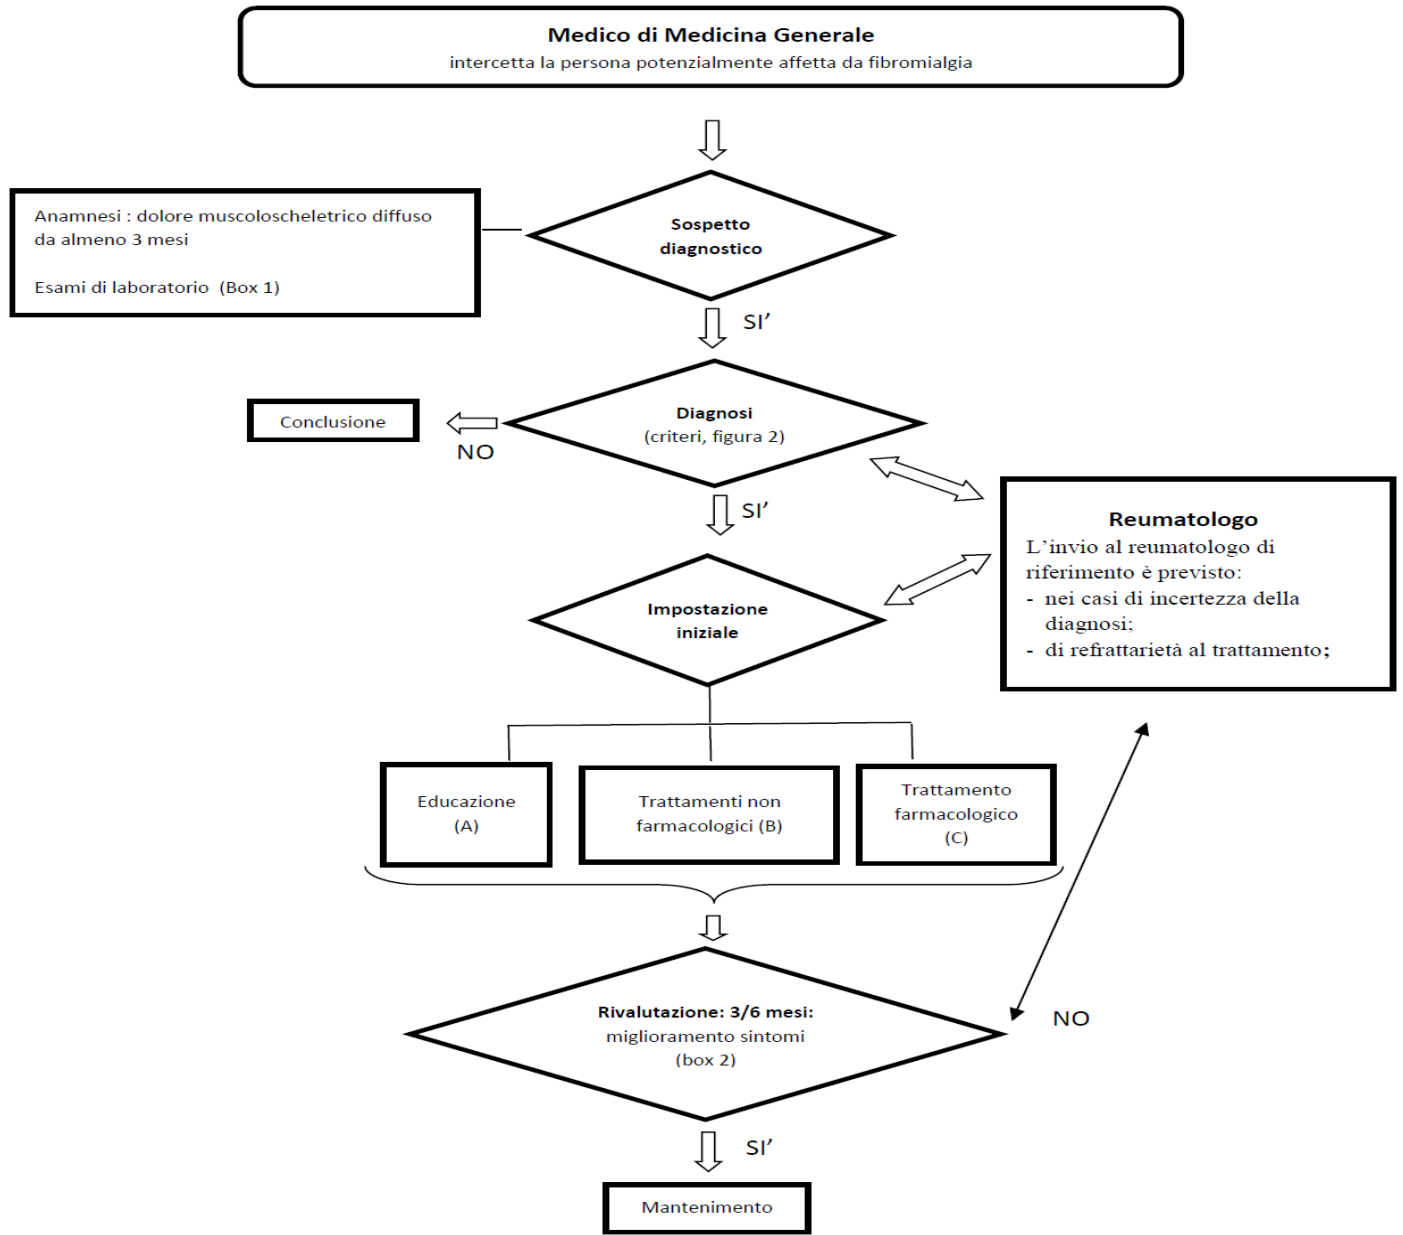 Medico di Medicina Generale
intercetta la persona potenzialmente affetta da fibromialgia
Anamnesi : dolore muscoloscheletrico diffuso
da almeno 3 mesi
Esami di laboratorio (Box 1)
Sospetto
diagnostico
SI’
Diagnosi
(criteri, figura 2)
Conclusione
NO
SI’
Reumatologo
L’invio al reumatologo di
riferimento è previsto:
- nei casi di incertezza della
diagnosi;
- di refrattarietà al trattamento;
Impostazione
iniziale
Educazione
(A)
Trattamenti non
farmacologici (B)
Trattamento
farmacologico
(C)
Rivalutazione: 3/6 mesi:
miglioramento sintomi
(box 2)
NO
SI’
Mantenimento